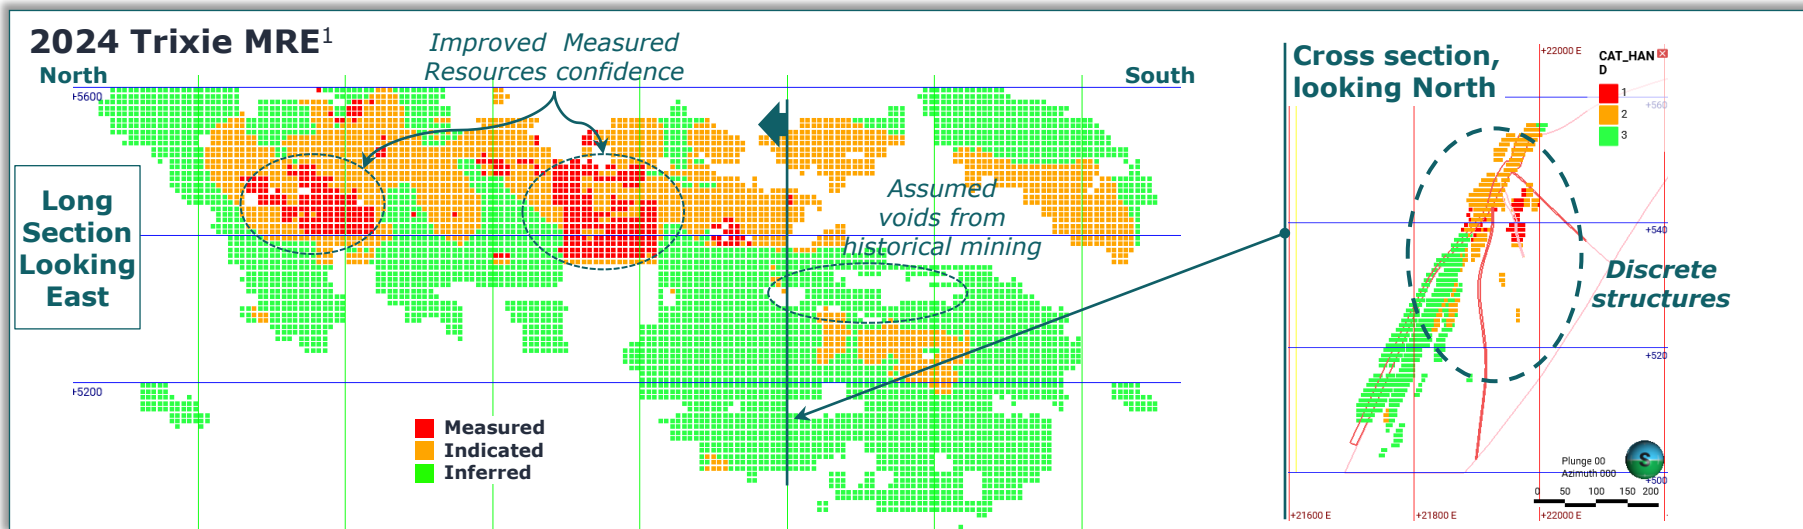 2024 Trixie MRE1
North
Improved Measured
Resources confidence
South
+5600
Long
Section
Looking
East
Assumed
voids from
historical mining
+5200
Measured
Indicated
Inferred
Cross section,
looking North
+22000 E
CAT_HAN
D
1
2
3
+560
+540
Discrete
structures
+520
Plunge 00
Azimuth 000
S
+500
0 50 100 150 200
+21600 E
+21800 E
+22000 E